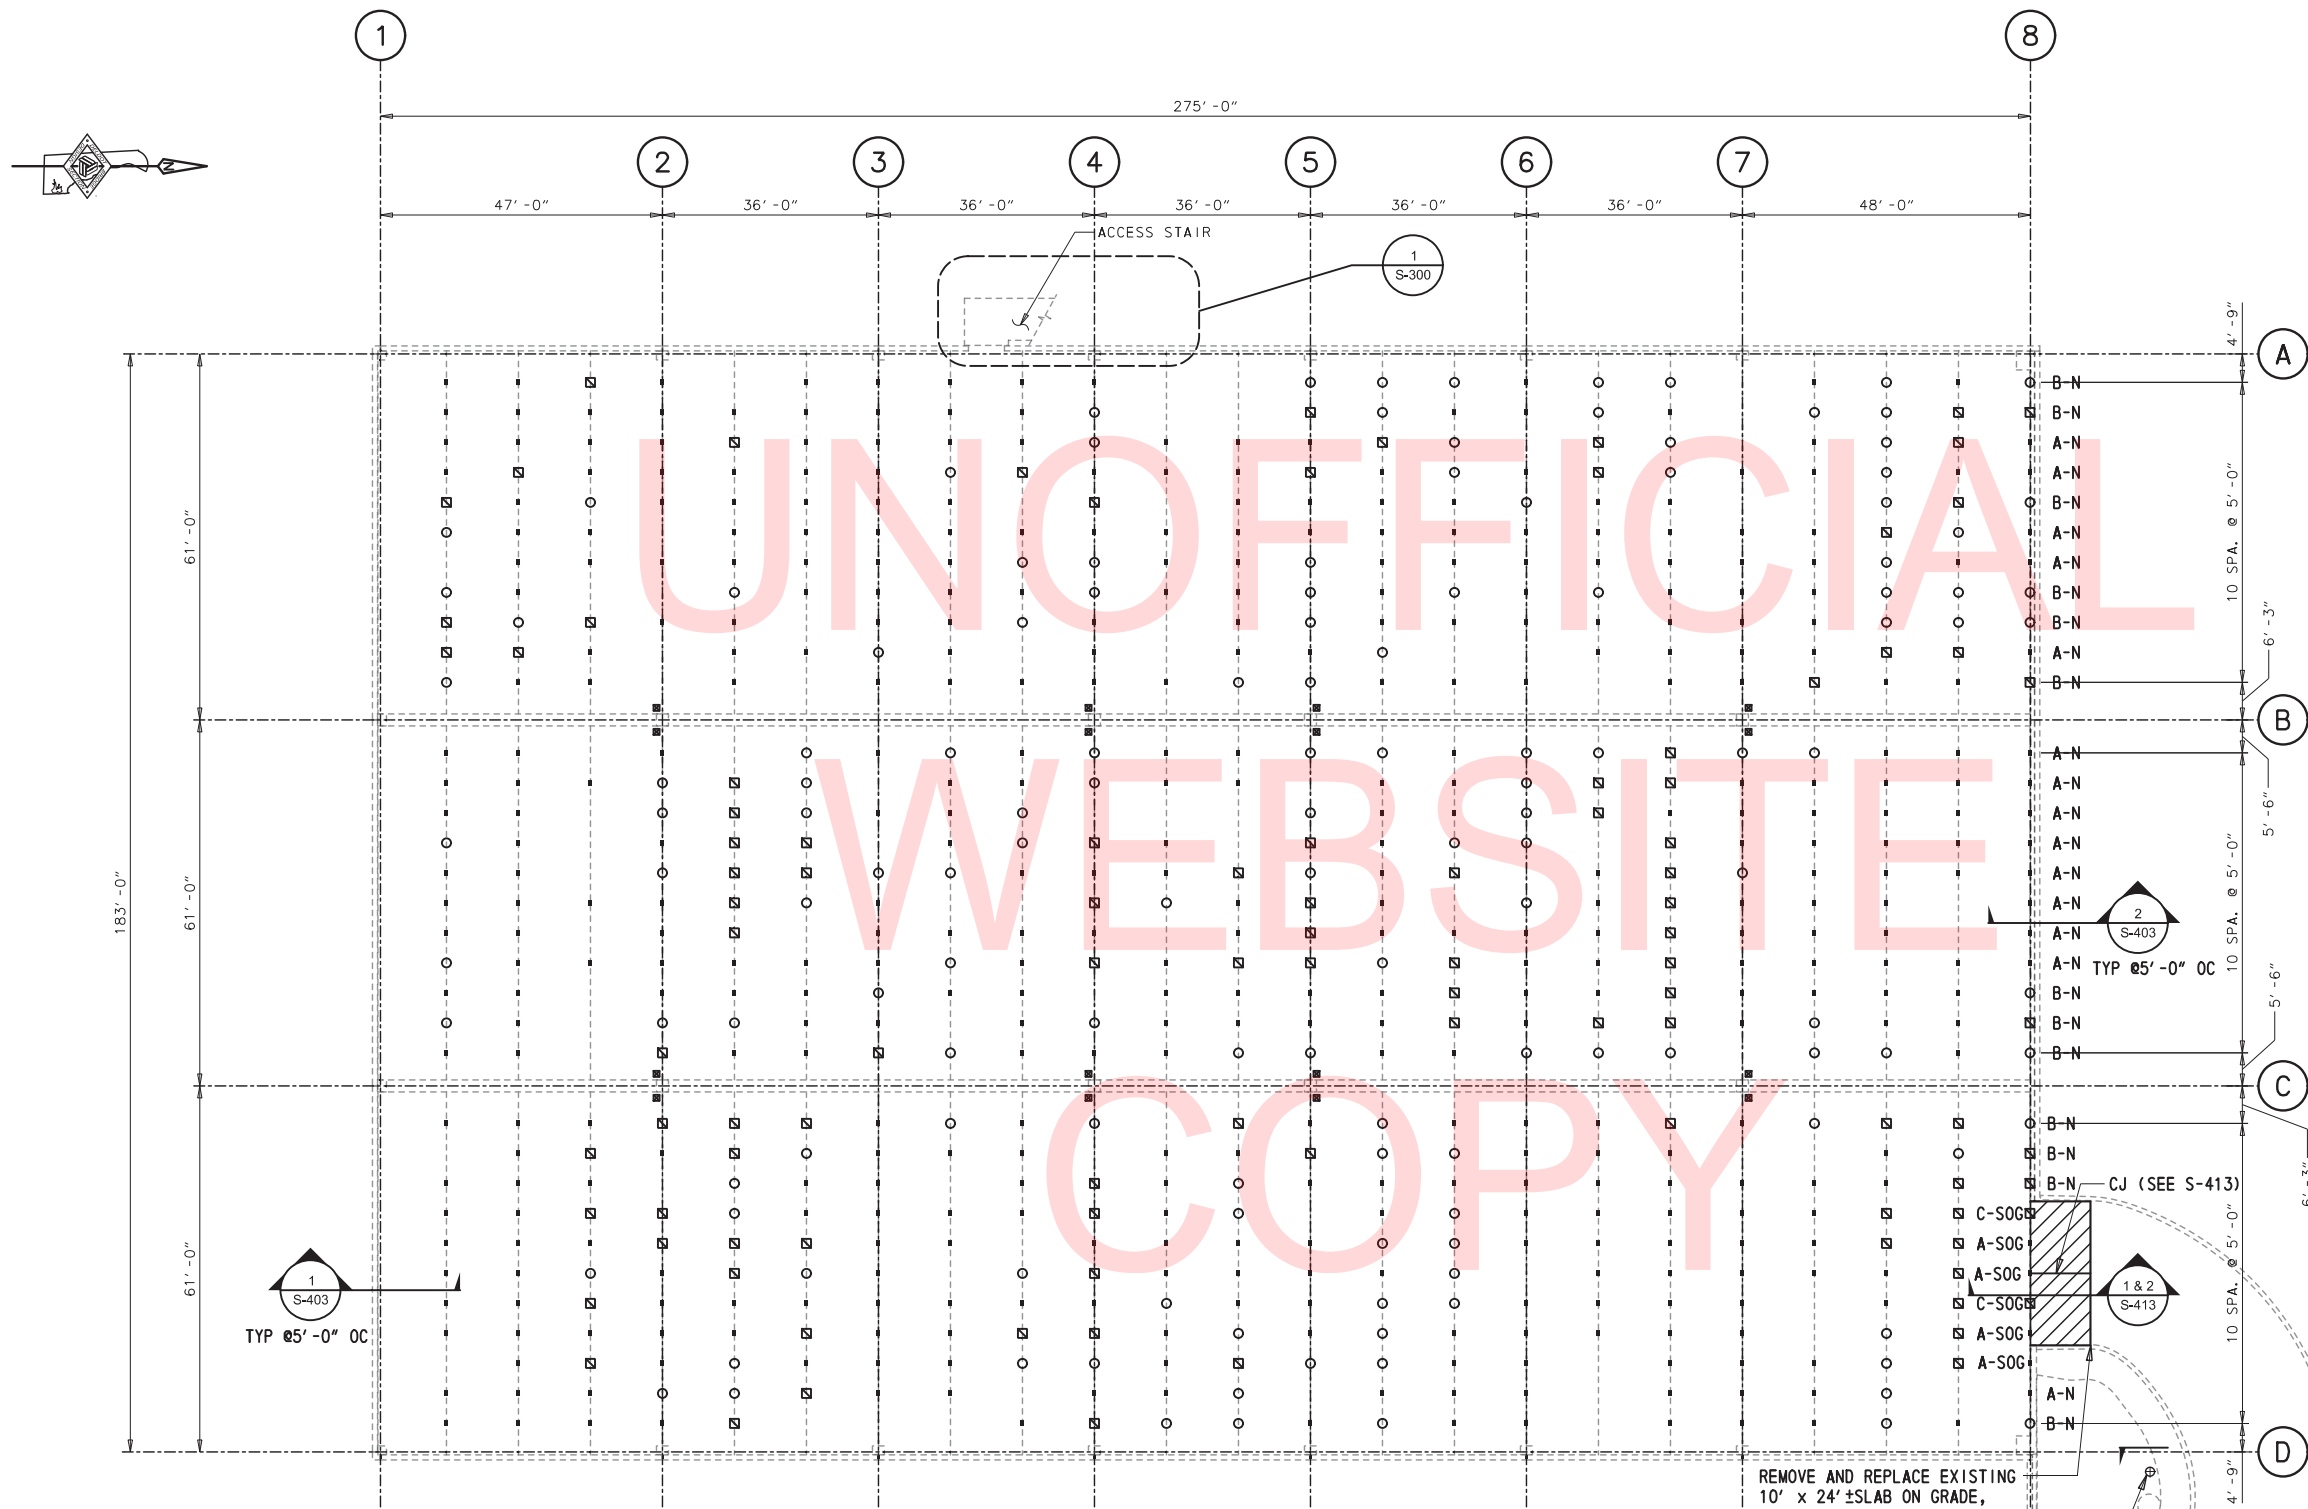 1
8
275'-0"
2
3
4
5
6
7
N
47'-0"
36'-0"
36'-0"
36'-0"
36'-0"
36'-0"
48'-0"
ACCESS STAIR
1
S-300
4'-9"
A
B-N
B-N
A-N
A-N
B-N
A-N
A-N
B-N
B-N
A-N
B-N
61'-0"
10 SPA. @ 5'-0"
6'-3"
UNOFFICIAL
B
A-N
A-N
A-N
A-N
A-N
A-N
A-N
A-N
B-N
B-N
B-N
5'-6"
183'-0"
61'-0"
10 SPA. @ 5'-0"
2
S-403
TYP @5'-0" OC
5'-6"
WEBSITE
C
B-N
B-N
B-N
CJ (SEE S-413)
6'-3"
C-SOG
A-SOG
A-SOG
C-SOG
A-SOG
A-SOG
A-N
B-N
61'-0"
10 SPA. @ 5'-0"
1
S-403
TYP @5'-0" OC
1 & 2
S-413
COPY
D
4'-9"
REMOVE AND REPLACE EXISTING
10' x 24'±SLAB ON GRADE,